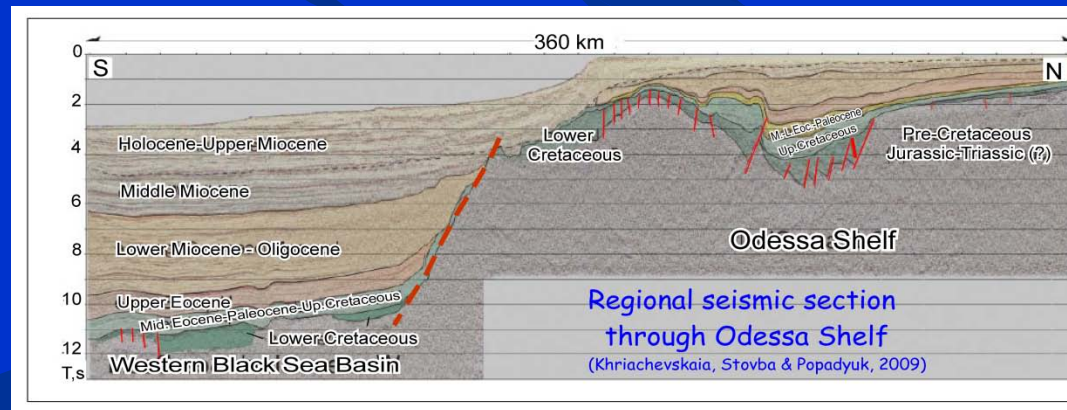 360 km
0
S
N
2
4
6
8
10
12
T,s
Holocene-Upper Miocene
Middle Miocene
Lower Miocene - Oligocene
Upper Eocene
Mid. Eocene-Paleocene-Up.Cretaceous
Lower Cretaceous
Western Black Sea Basin
Lower
Cretaceous
M.-L.Eoc.-Paleocene
Up.Cretaceous
Pre-Cretaceous
Jurassic-Triassic (?)
Odessa Shelf
Regional seismic section
through Odessa Shelf
(Khriachevskaia, Stovba & Popadyuk, 2009)